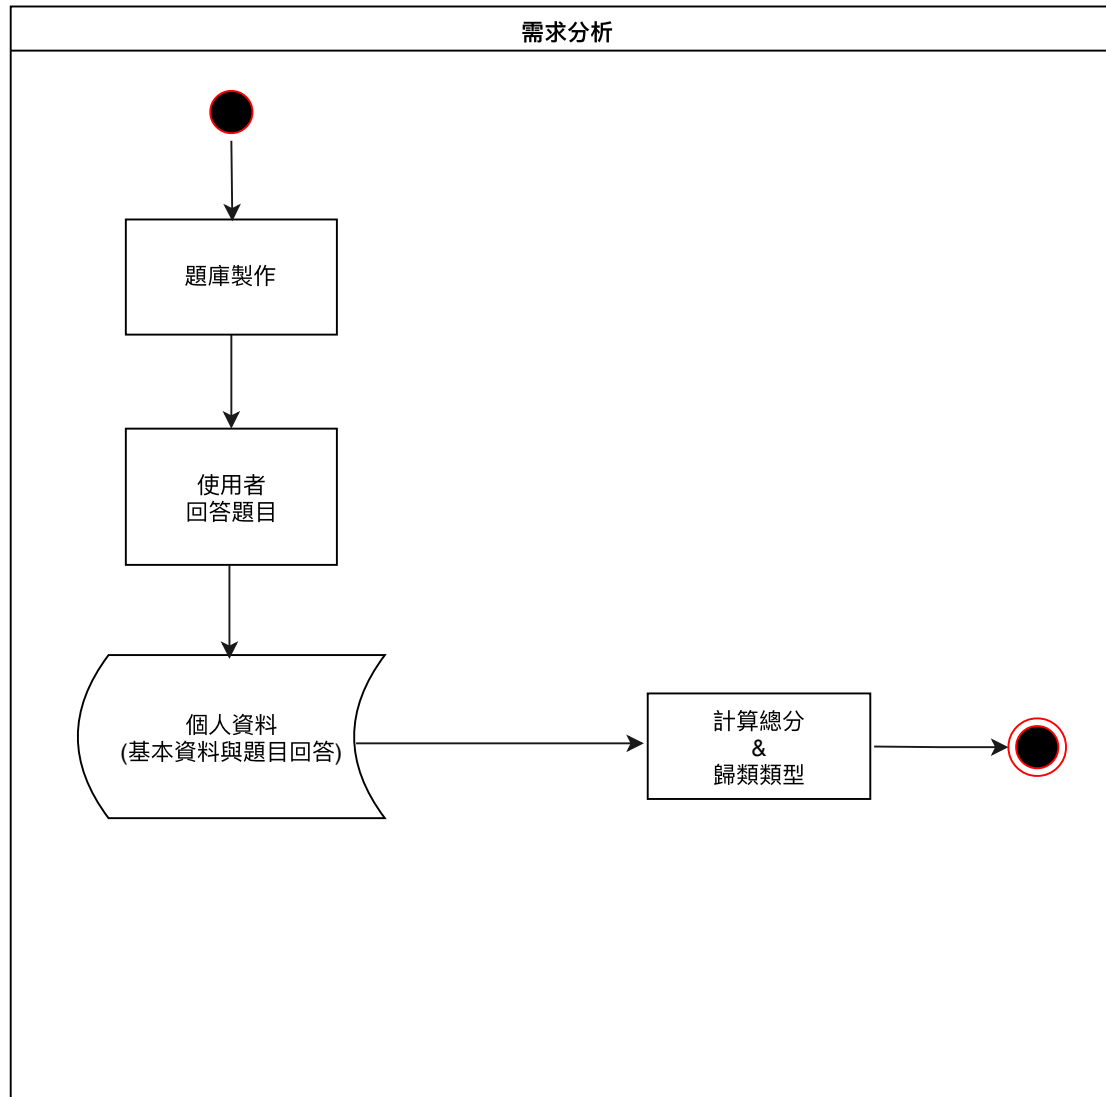 需求分析
題庫製作
使用者
回答題目
個人資料
(基本資料與題目回答)
計算總分
&
歸類類型